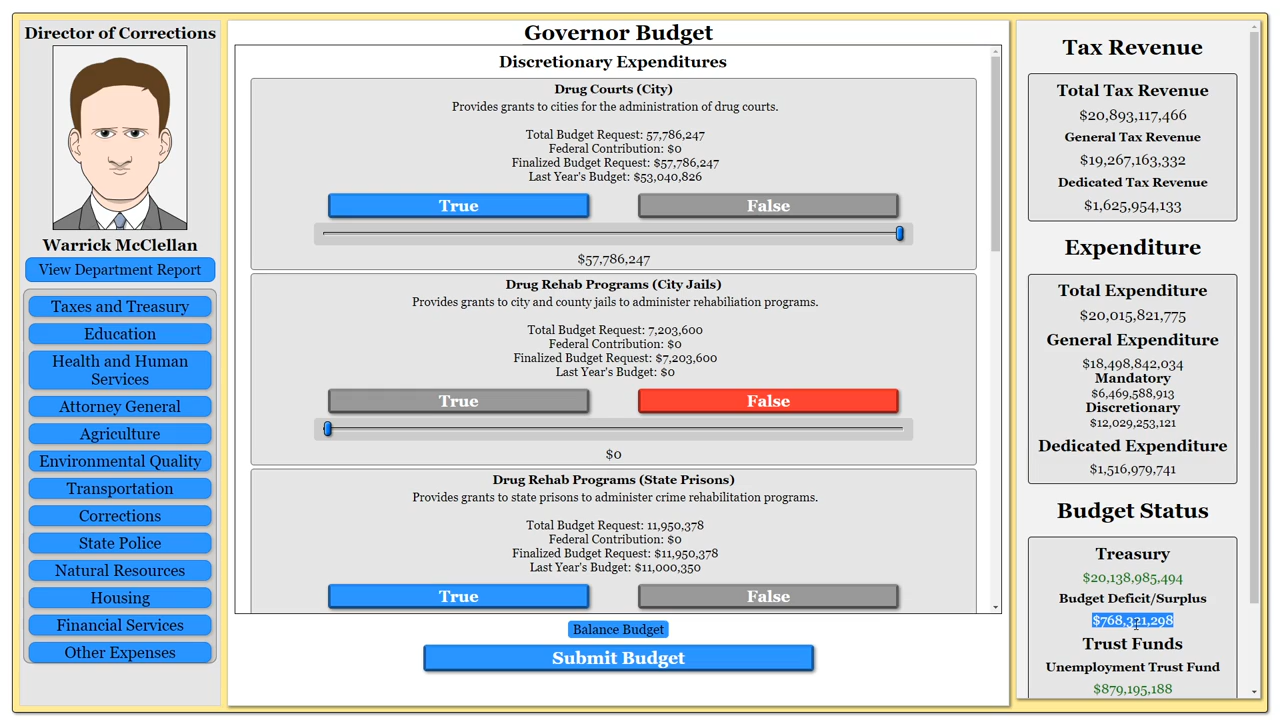 Director of Corrections
Warrick McClellan
View Department Report
Taxes and Treasury
Education
Health and Human
Services
Attorney General
Agriculture
Environmental Quality
Transportation
Corrections
State Police
Natural Resources
Housing
Financial Services
Other Expenses
Governor Budget
Discretionary Expenditures
Drug Courts (City)
Provides grants to cities for the administration of drug courts.
Total Budget Request: 57,786,247
Federal Contribution: $0
Finalized Budget Request: $57,786,247
Last Year's Budget: $53,040,826
True False
$57,786,247
Drug Rehab Programs (City Jails)
Provides grants to city and county jails to administer rehabiliation programs.
Total Budget Request: 7,203,600
Federal Contribution: $0
Finalized Budget Request: $7,203,600
Last Year's Budget: $0
True False
$0
Drug Rehab Programs (State Prisons)
Provides grants to state prisons to administer crime rehabilitation programs.
Total Budget Request: 11,950,378
Federal Contribution: $0
Finalized Budget Request: $11,950,378
Last Year's Budget: $11,000,350
True False
Balance Budget
Submit Budget
Tax Revenue
Total Tax Revenue
$20,893,117,466
General Tax Revenue
$19,267,163,332
Dedicated Tax Revenue
$1,625,954,133
Expenditure
Total Expenditure
$20,015,821,775
General Expenditure
$18,498,842,034
Mandatory
$6,469,588,913
Discretionary
$12,029,253,121
Dedicated Expenditure
$1,516,979,741
Budget Status
Treasury
$20,138,985,494
Budget Deficit/Surplus
$768,321,298
Trust Funds
Unemployment Trust Fund
$879,195,188